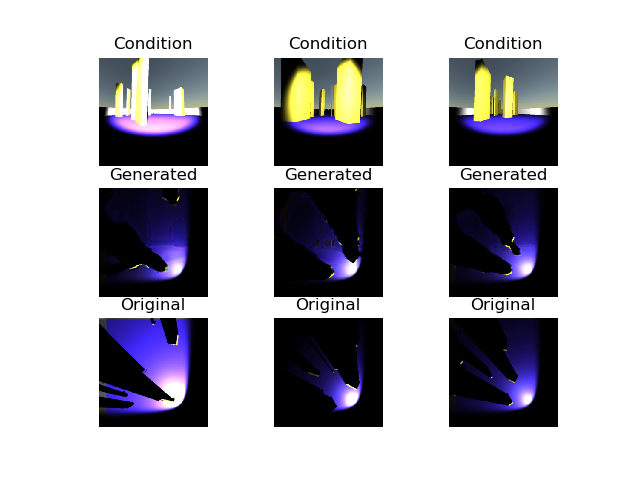 Condition Condition Condition
Generated Generated Generated
Original Original Original